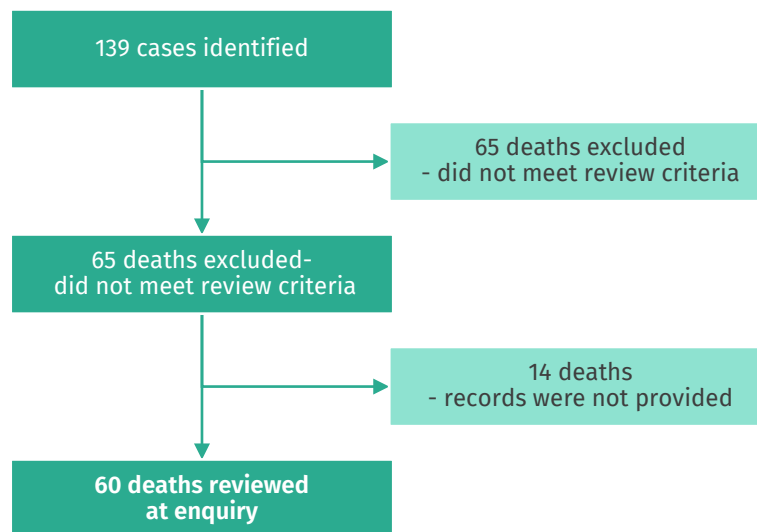 139 cases identified
65 deaths excluded
- did not meet review criteria
65 deaths excluded-
did not meet review criteria
14 deaths
- records were not provided
60 deaths reviewed
at enquiry